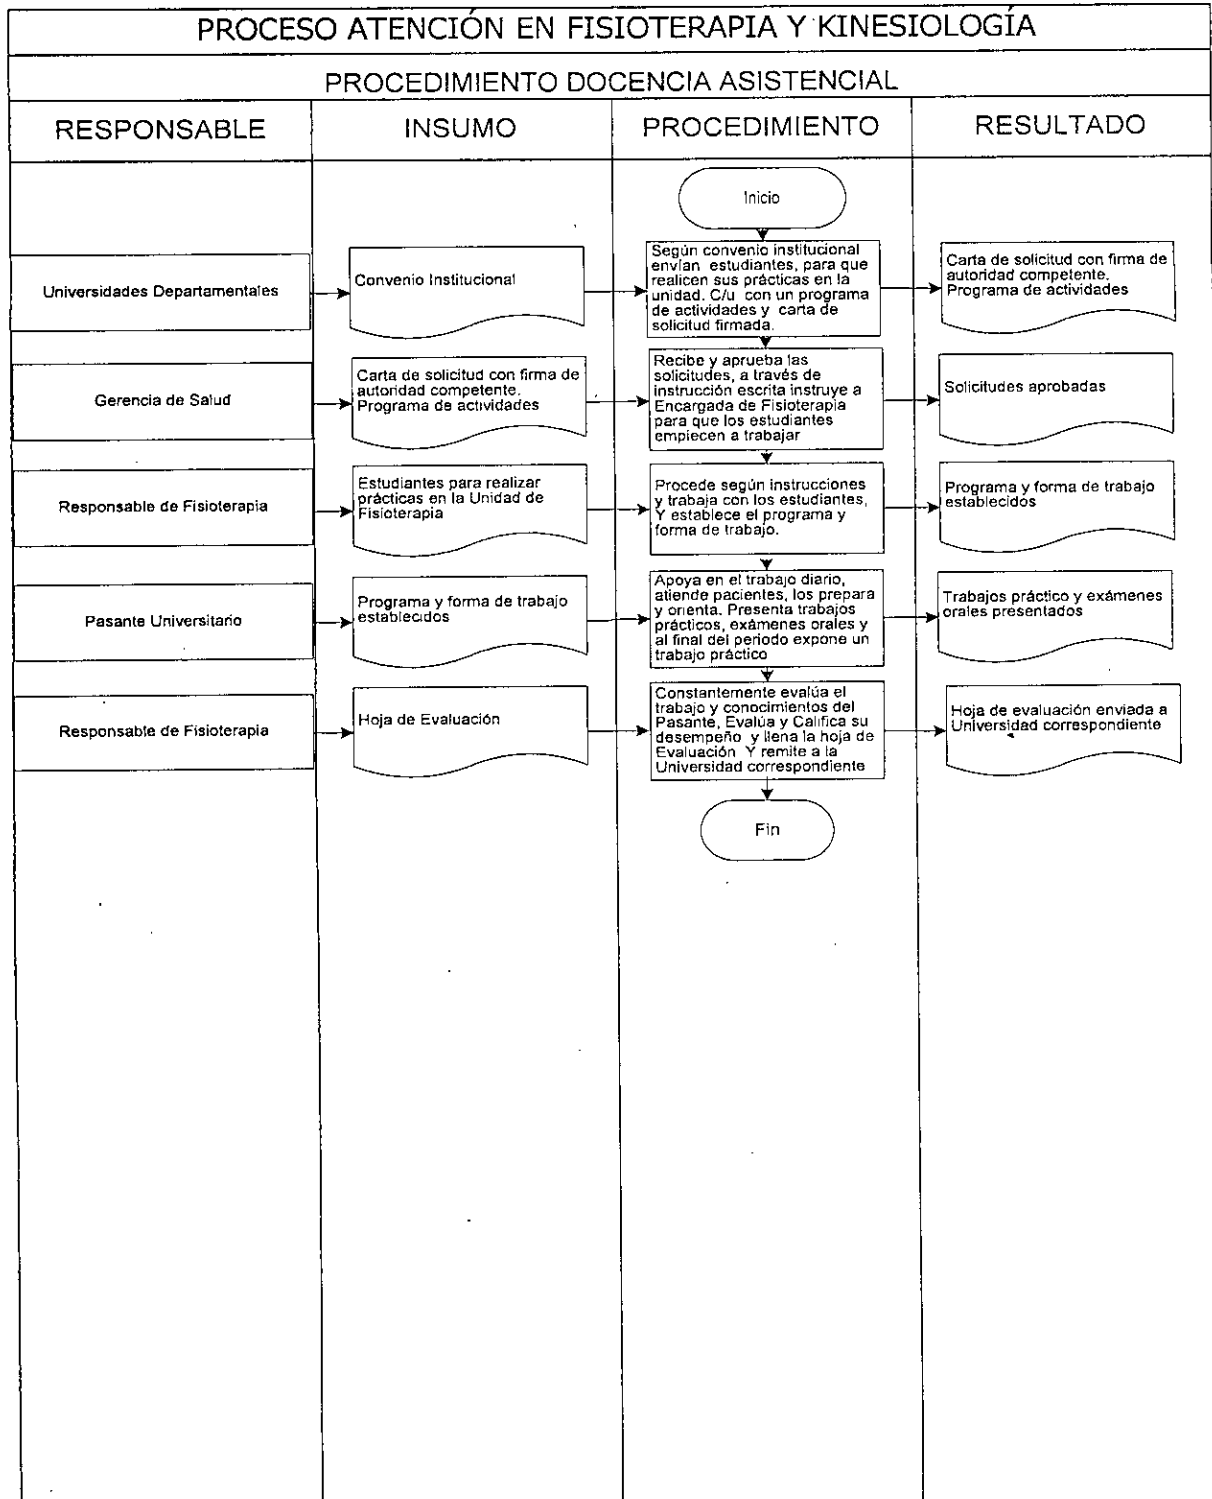 PROCESO ATENCIÓN EN FISIOTERAPIA Y KINESIOLOGÍA
PROCEDIMIENTO DOCENCIA ASISTENCIAL
RESPONSABLE
INSUMO
PROCEDIMIENTO
RESULTADO
Inicio
Universidades Departamentales
Convenio Institucional
Según convenio institucional
envían estudiantes, para que
realicen sus prácticas en la
unidad. C/u con un programa
de actividades y carta de
solicitud firmada.
Carta de solicitud con firma de
autoridad competente.
Programa de actividades
Gerencia de Salud
Carta de solicitud con firma de
autoridad competente.
Programa de actividades
Recibe y aprueba las
solicitudes, a través de
instrucción escrita instruye a
Encargada de Fisioterapia
para que los estudiantes
empiecen a trabajar
Solicitudes aprobadas
Responsable de Fisioterapia
Estudiantes para realizar
prácticas en la Unidad de
Fisioterapia
Procede según instrucciones
y trabaja con los estudiantes,
Y establece el programa y
forma de trabajo.
Programa y forma de trabajo
establecidos
Pasante Universitario
Programa y forma de trabajo
establecidos
Apoya en el trabajo diario,
atiende pacientes, los prepara
y orienta. Presenta trabajos
prácticos, exámenes orales y
al final del periodo expone un
trabajo práctico
Trabajos práctico y exámenes
orales presentados
Responsable de Fisioterapia
Hoja de Evaluación
Constantemente evalúa el
trabajo y conocimientos del
Pasante, Evalúa y Califica su
desempeño y llena la hoja de
Evaluación Y remite a la
Universidad correspondiente
Hoja de evaluación enviada a
Universidad correspondiente
Fin